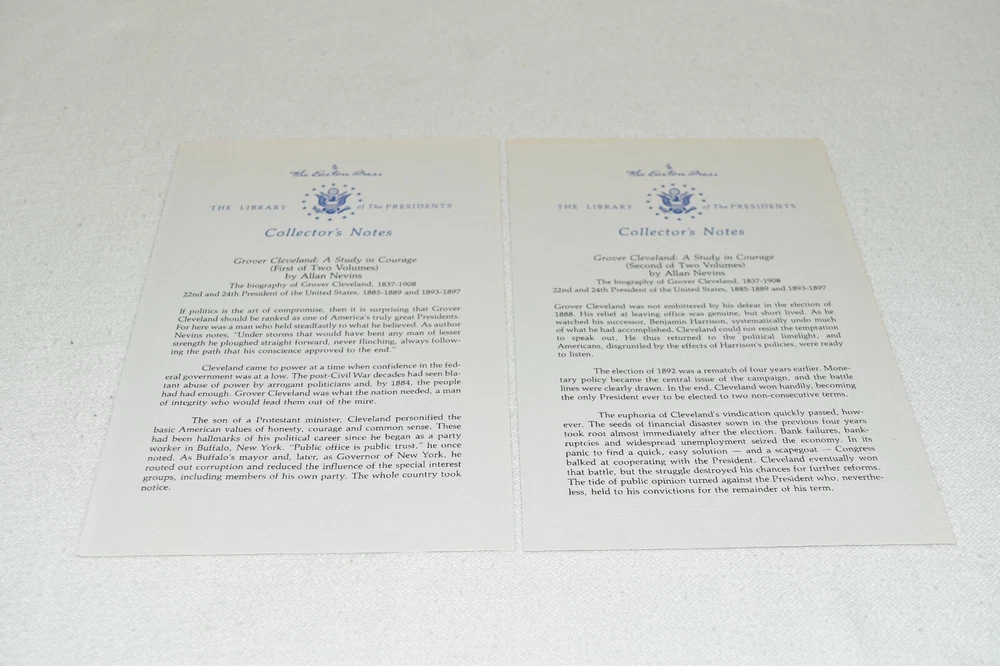 The Easton Press
THE LIBRARY of The PRESIDENTS
Collector's Notes
Grover Cleveland: A Study in Courage
(First of Two Volumes)
by Allan Nevins
The biography of Grover Cleveland, 1837-1908
22nd and 24th President of the United States, 1885-1889 and 1893-1897
If politics is the art of compromise, then it is surprising that Grover
Cleveland should be ranked as one of America's truly great Presidents.
For here was a man who held steadfastly to what he believed. As author
Nevins notes, "Under storms that would have bent any man of lesser
strength he ploughed straight forward, never flinching, always follow-
ing the path that his conscience approved to the end."
Cleveland came to power at a time when confidence in the fed-
eral government was at a low. The post-Civil War decades had seen bla-
tant abuse of power by arrogant politicians and, by 1884, the people
had had enough. Grover Cleveland was what the nation needed, a man
of integrity who would lead them out of the mire.
The son of a Protestant minister, Cleveland personified the
basic American values of honesty, courage and common sense. These
had been hallmarks of his political career since he began as a party
worker in Buffalo, New York. "Public office is public trust," he once
noted. As Buffalo's mayor and, later, as Governor of New York, he
routed out corruption and reduced the influence of the special interest
groups, including members of his own party. The whole country took
notice.
The Easton Press
THE LIBRARY of The PRESIDENTS
Collector's Notes
Grover Cleveland: A Study in Courage
(Second of Two Volumes)
by Allan Nevins
The biography of Grover Cleveland, 1837-1908
22nd and 24th President of the United States, 1885-1889 and 1893-1897
Grover Cleveland was not embittered by his defeat in the election of
1888. His relief at leaving office was genuine, but short lived. As he
watched his successor, Benjamin Harrison, systematically undo much
of what he had accomplished, Cleveland could not resist the temptation
to speak out. He thus returned to the political limelight, and
Americans, disgruntled by the effects of Harrison's policies, were ready
to listen.
The election of 1892 was a rematch of four years earlier. Mone-
tary policy became the central issue of the campaign, and the battle
lines were clearly drawn. In the end, Cleveland won handily, becoming
the only President ever to be elected to two non-consecutive terms.
The euphoria of Cleveland's vindication quickly passed, how-
ever. The seeds of financial disaster sown in the previous four years
took root almost immediately after the election. Bank failures, bank-
ruptcies and widespread unemployment seized the economy. In its
panic to find a quick, easy solution — and a scapegoat — Congress
balked at cooperating with the President. Cleveland eventually won
that battle, but the struggle destroyed his chances for further reforms.
The tide of public opinion turned against the President who, neverthe-
less, held to his convictions for the remainder of his term.